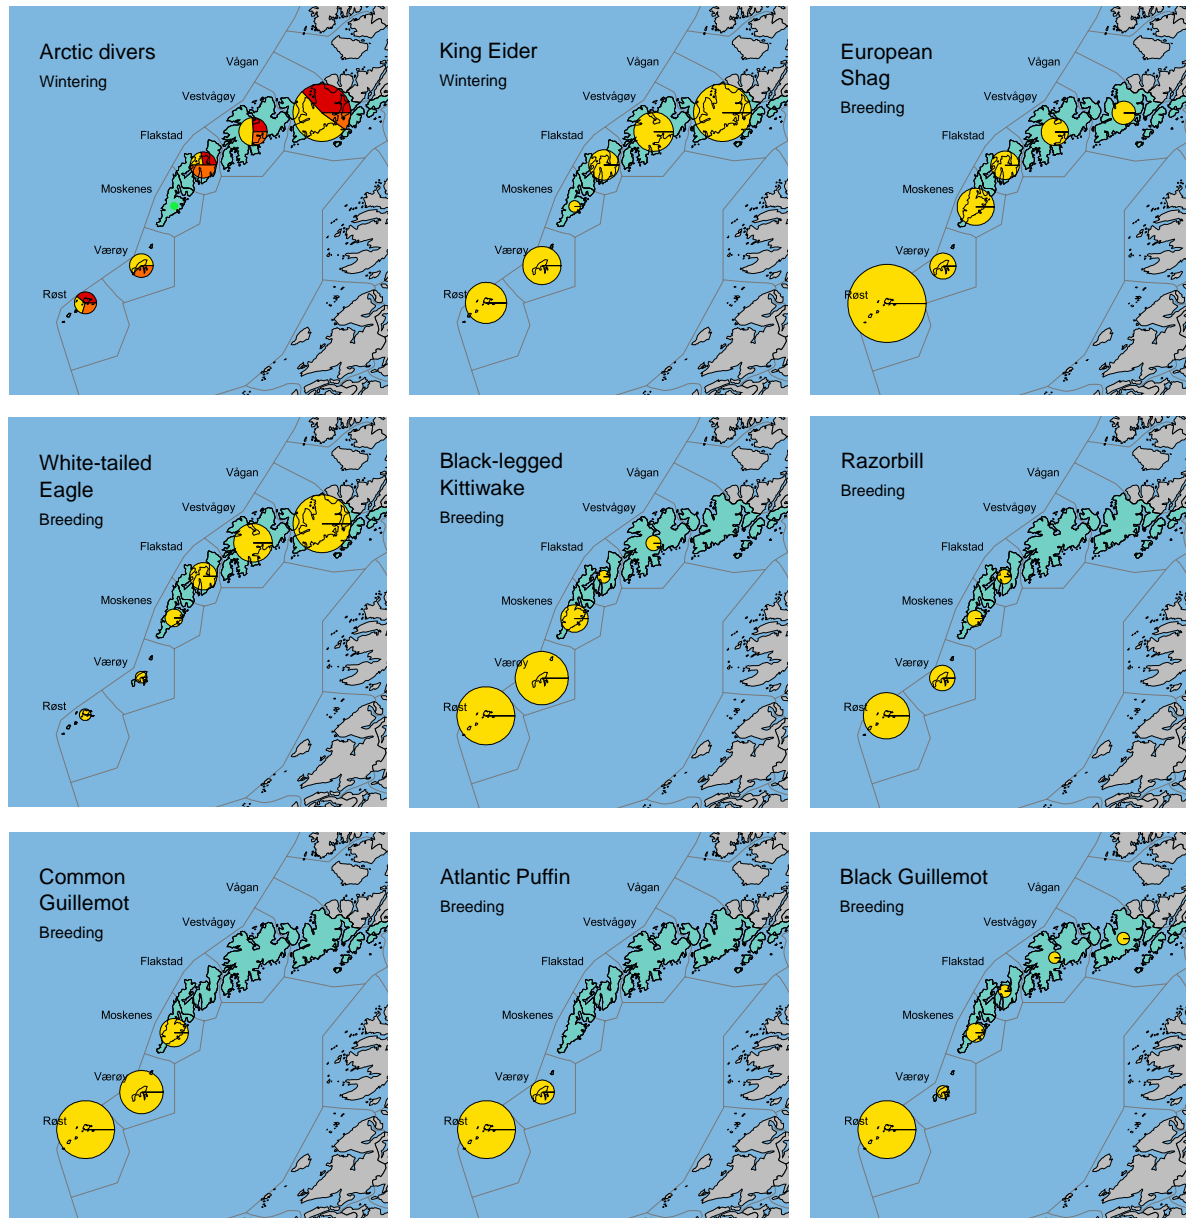 Arctic divers
Wintering
Vågan
Vestvågøy
Flakstad
Moskenes
Værøy
Røst
King Eider
Wintering
Vågan
Vestvågøy
Flakstad
Moskenes
Værøy
Røst
European
Shag
Breeding
Vågan
Vestvågøy
Flakstad
Moskenes
Værøy
Røst
White-tailed
Eagle
Breeding
Vågan
Vestvågøy
Flakstad
Moskenes
Værøy
Røst
Black-legged
Kittiwake
Breeding
Vågan
Vestvågøy
Flakstad
Moskenes
Værøy
Røst
Razorbill
Breeding
Vågan
Vestvågøy
Flakstad
Moskenes
Værøy
Røst
Common
Guillemot
Breeding
Vågan
Vestvågøy
Flakstad
Moskenes
Værøy
Røst
Atlantic Puffin
Breeding
Vågan
Vestvågøy
Flakstad
Moskenes
Værøy
Røst
Black Guillemot
Breeding
Vågan
Vestvågøy
Flakstad
Moskenes
Værøy
Røst